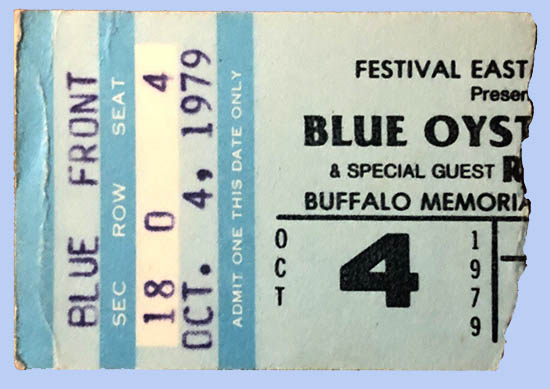 BLUE FRONT
SEC ROW SEAT
18 O 4
OCT. 4, 1979
ADMIT ONE THIS DATE ONLY
FESTIVAL EAST
Presen
BLUE OYST
& SPECIAL GUEST R
BUFFALO MEMORIA
OCT 4 1979